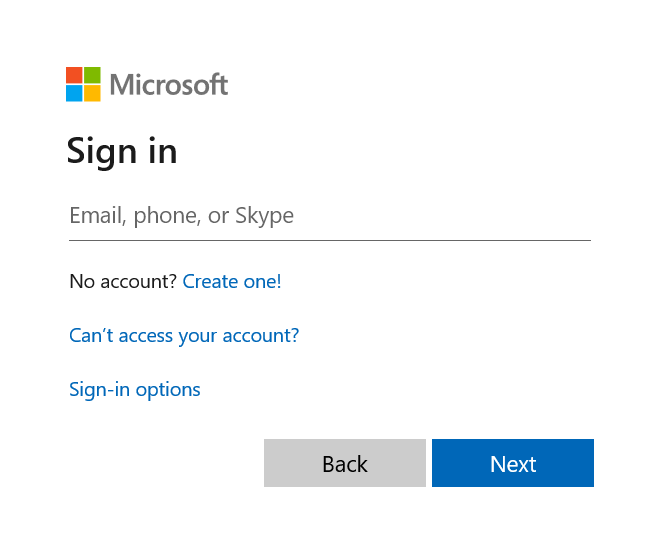 Microsoft
Sign in
Email, phone, or Skype
No account? Create one!
Can’t access your account?
Sign-in options
Back Next